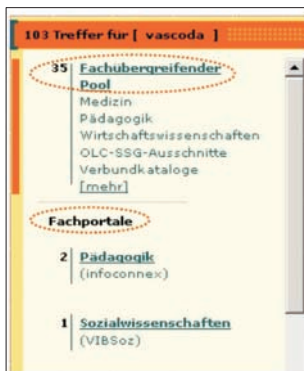 103 Treffer für [ vascoda ]
35 Fachübergreifender
Pool
Medizin
Pädagogik
Wirtschaftswissenschaften
OLC-SSG-Ausschnitte
Verbundkataloge
[mehr]
Fachportale
2 Pädagogik
(infoconnex)
1 Sozialwissenschaften
(VIBSoz)